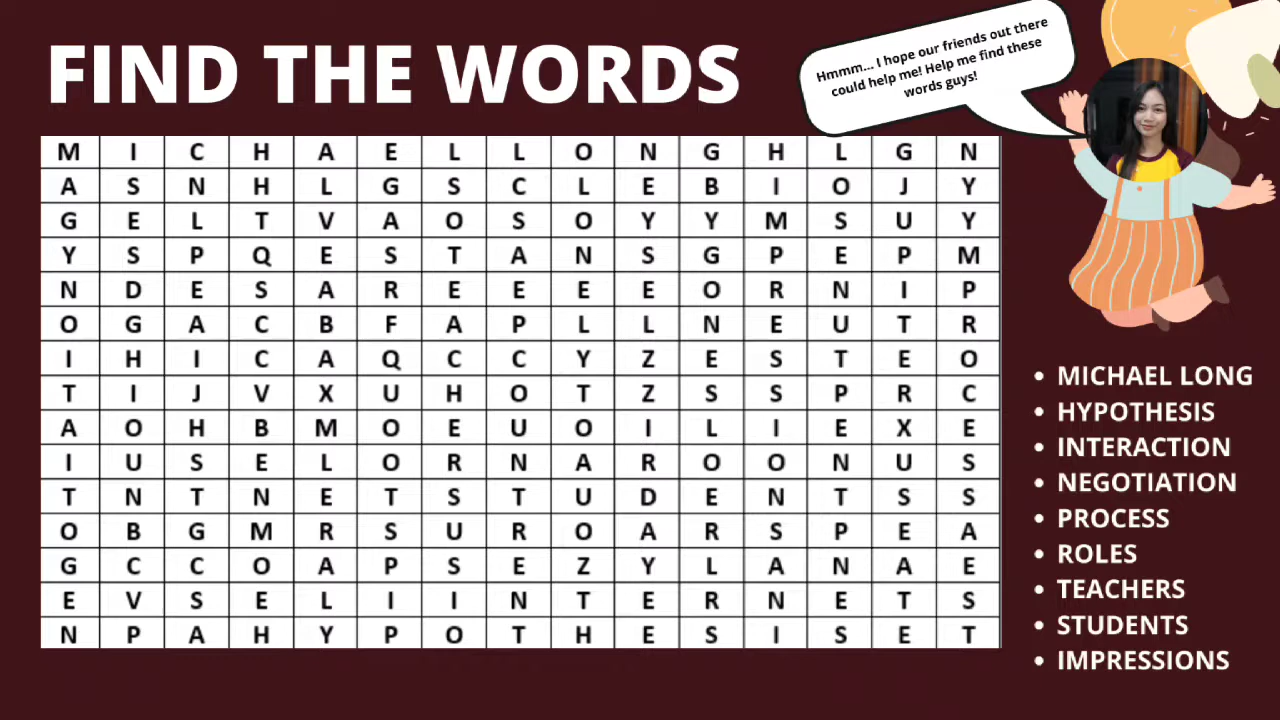 FIND THE WORDS
Hmmm... I hope our friends out there
could help me! Help me find these
words guys!
M I C H A E L L O N G H L G N
A S N H L G S C L E B I O J Y
G E L T V A O S O Y Y M S U Y
Y S P Q E S T A N S G P E P M
N D E S A R E E E E O R N I P
O G A C B F A P L L N E U T R
I H I C A Q C C Y Z E S T E O
T I J V X U H O T Z S S P R C
A O H B M O E U O I L I E X E
I U S E L O R N A R O O N U S
T N T N E T S T U D E N T S S
O B G M R S U R O A R S P E A
G C C O A P S E Z Y L A N A E
E V S E L I I N T E R N E T S
N P A H Y P O T H E S I S E T
• MICHAEL LONG
• HYPOTHESIS
• INTERACTION
• NEGOTIATION
• PROCESS
• ROLES
• TEACHERS
• STUDENTS
• IMPRESSIONS